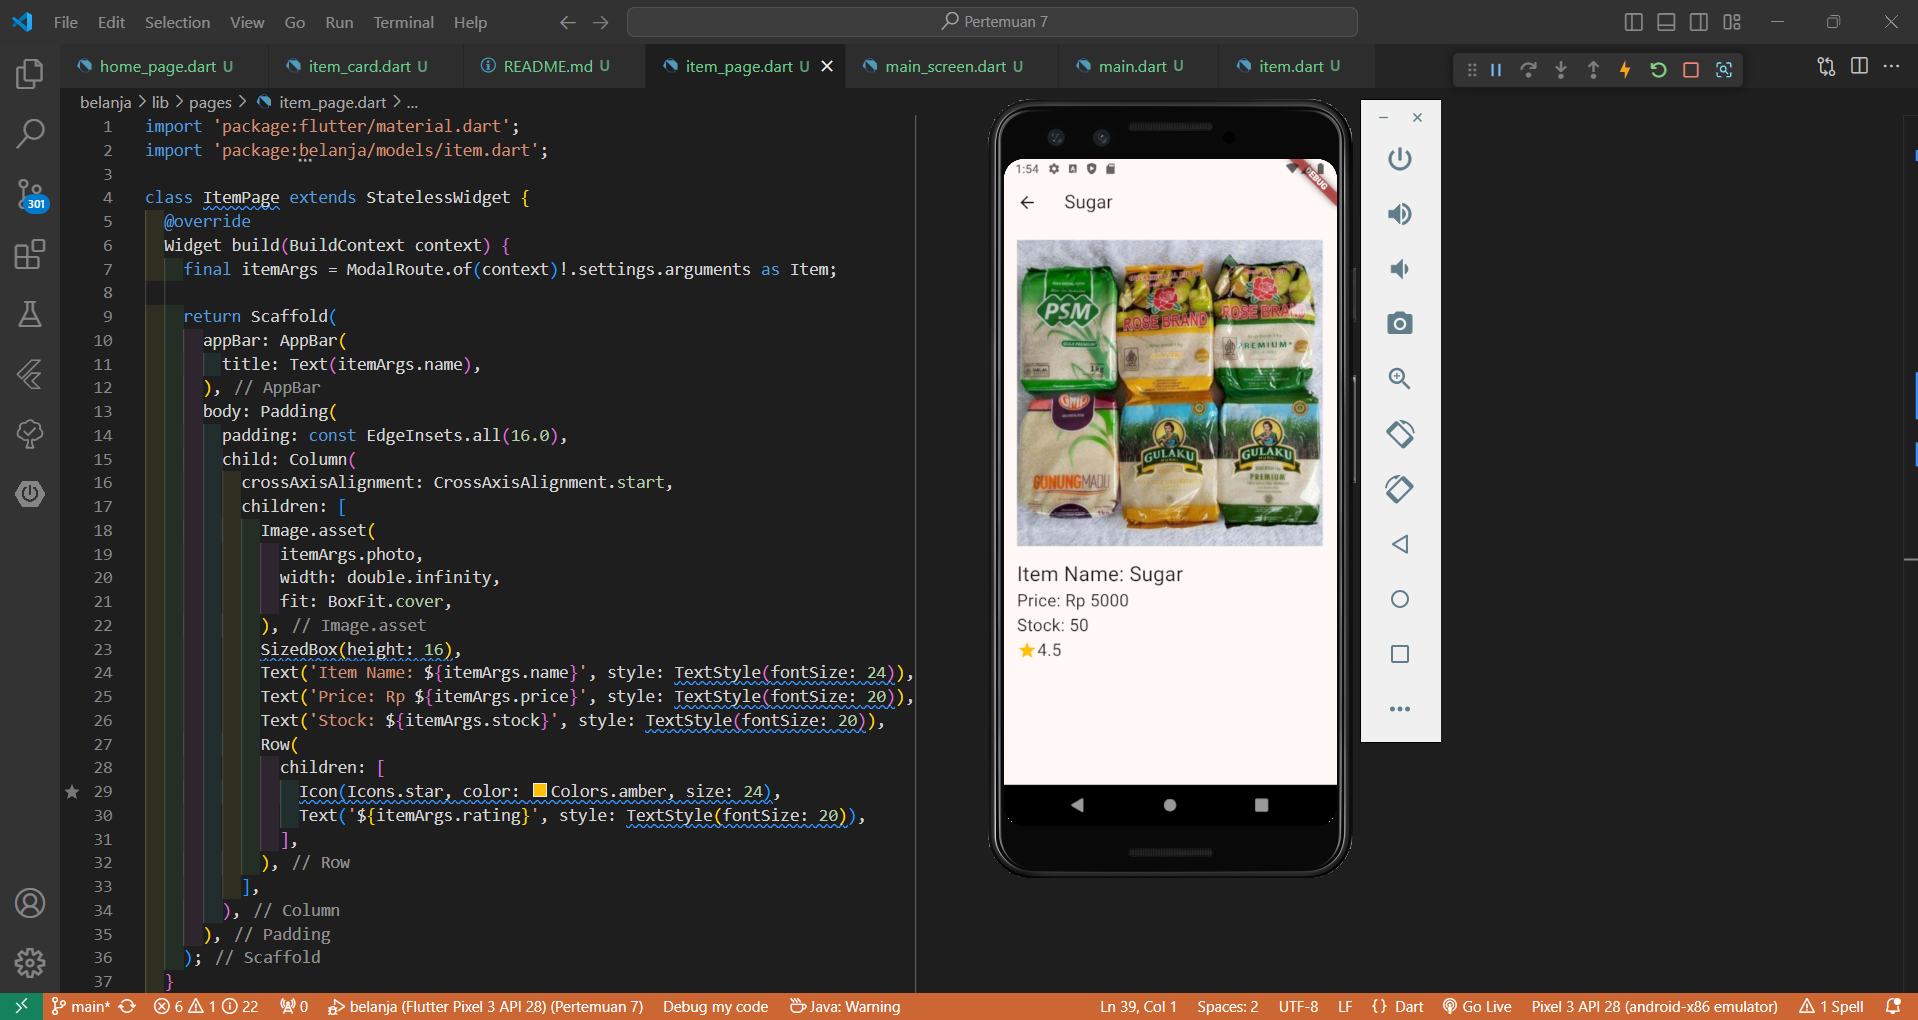 File Edit Selection View Go Run Terminal Help
Pertemuan 7
home_page.dart U
item_card.dart U
README.md U
item_page.dart U
main_screen.dart U
main.dart U
item.dart U
belanja > lib > pages > item_page.dart > ...
1 import 'package:flutter/material.dart';
2 import 'package:belanja/models/item.dart';
3
4 class ItemPage extends StatelessWidget {
5 @override
6 Widget build(BuildContext context) {
7 final itemArgs = ModalRoute.of(context)!.settings.arguments as Item;
8
9 return Scaffold(
10 appBar: AppBar(
11 title: Text(itemArgs.name),
12 ), // AppBar
13 body: Padding(
14 padding: const EdgeInsets.all(16.0),
15 child: Column(
16 crossAxisAlignment: CrossAxisAlignment.start,
17 children: [
18 Image.asset(
19 itemArgs.photo,
20 width: double.infinity,
21 fit: BoxFit.cover,
22 ), // Image.asset
23 SizedBox(height: 16),
24 Text('Item Name: ${itemArgs.name}', style: TextStyle(fontSize: 24)),
25 Text('Price: Rp ${itemArgs.price}', style: TextStyle(fontSize: 20)),
26 Text('Stock: ${itemArgs.stock}', style: TextStyle(fontSize: 20)),
27 Row(
28 children: [
29 Icon(Icons.star, color: Colors.amber, size: 24),
30 Text('${itemArgs.rating}', style: TextStyle(fontSize: 20)),
31 ],
32 ), // Row
33 ],
34 ), // Column
35 ), // Padding
36 ); // Scaffold
37 }
301
1:54
DEBUG
Sugar
PSM
1kg
ROSE BRAND
ROSE BRAND
PREMIUM
GMP
GUNUNGMADU
GULAKU
GULAKU
PREMIUM
Item Name: Sugar
Price: Rp 5000
Stock: 50
4.5
main* 6 1 22 0 belanja (Flutter Pixel 3 API 28) (Pertemuan 7) Debug my code Java: Warning
Ln 39, Col 1 Spaces: 2 UTF-8 LF {} Dart Go Live Pixel 3 API 28 (android-x86 emulator) 1 Spell